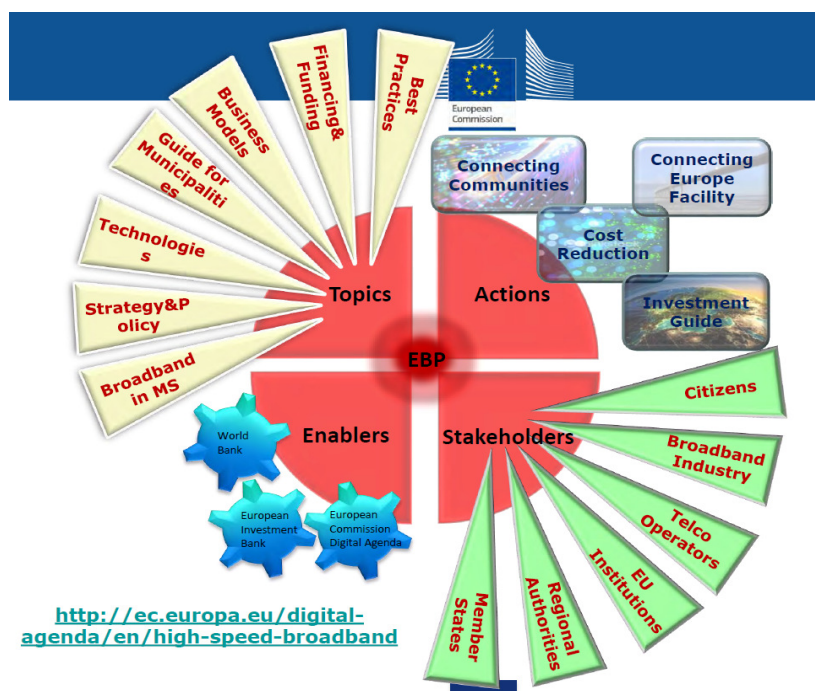 European
Commission
Best
Practices
Financing&
Funding
Business
Models
Guide for
Municipaliti
es
Technologie
s
Strategy&P
olicy
Broadband
in MS
Topics
Actions
Connecting
Communities
Connecting
Europe
Facility
Cost
Reduction
Investment
Guide
EBP
Enablers
Stakeholders
World
Bank
European
Investment
Bank
European
Commission
Digital Agenda
Citizens
Broadband
Industry
Telco
Operators
EU
Institutions
Regional
Authorities
Member
States
http://ec.europa.eu/digital-
agenda/en/high-speed-broadband